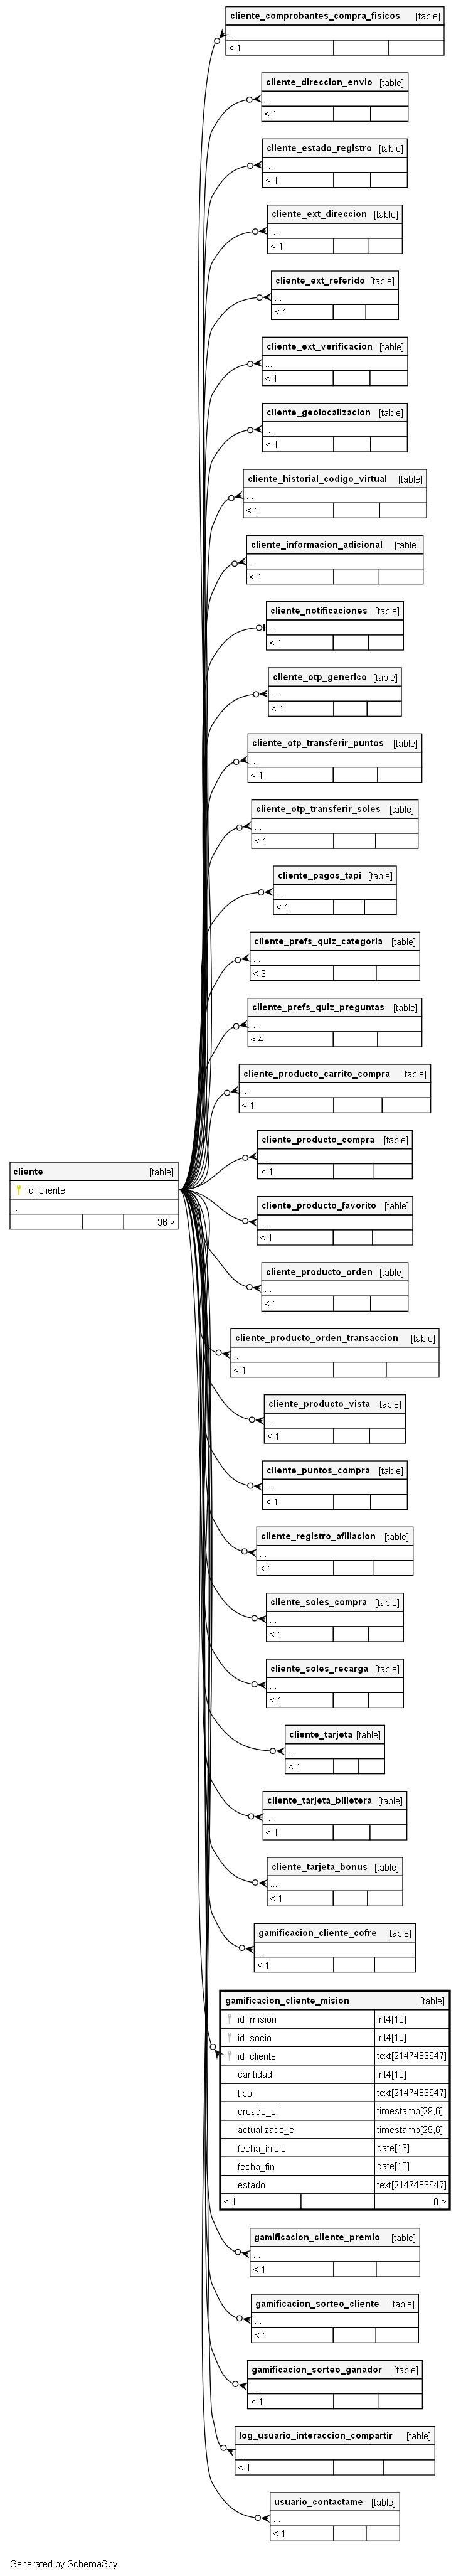 cliente_comprobantes_compra_fisicos [table]
...
< 1
cliente_direccion_envio [table]
...
< 1
cliente_estado_registro [table]
...
< 1
cliente_ext_direccion [table]
...
< 1
cliente_ext_referido [table]
...
< 1
cliente_ext_verificacion [table]
...
< 1
cliente_geolocalizacion [table]
...
< 1
cliente_historial_codigo_virtual [table]
...
< 1
cliente_informacion_adicional [table]
...
< 1
cliente_notificaciones [table]
...
< 1
cliente_otp_generico [table]
...
< 1
cliente_otp_transferir_puntos [table]
...
< 1
cliente_otp_transferir_soles [table]
...
< 1
cliente_pagos_tapi [table]
...
< 1
cliente_prefs_quiz_categoria [table]
...
< 3
cliente_prefs_quiz_preguntas [table]
...
< 4
cliente_producto_carrito_compra [table]
...
< 1
cliente_producto_compra [table]
...
< 1
cliente [table]
id_cliente
...
36 >
cliente_producto_favorito [table]
...
< 1
cliente_producto_orden [table]
...
< 1
cliente_producto_orden_transaccion [table]
...
< 1
cliente_producto_vista [table]
...
< 1
cliente_puntos_compra [table]
...
< 1
cliente_registro_afiliacion [table]
...
< 1
cliente_soles_compra [table]
...
< 1
cliente_soles_recarga [table]
...
< 1
cliente_tarjeta [table]
...
< 1
cliente_tarjeta_billetera [table]
...
< 1
cliente_tarjeta_bonus [table]
...
< 1
gamificacion_cliente_cofre [table]
...
< 1
gamificacion_cliente_mision [table]
id_mision int4[10]
id_socio int4[10]
id_cliente text[2147483647]
cantidad int4[10]
tipo text[2147483647]
creado_el timestamp[29,6]
actualizado_el timestamp[29,6]
fecha_inicio date[13]
fecha_fin date[13]
estado text[2147483647]
< 1 0 >
gamificacion_cliente_premio [table]
...
< 1
gamificacion_sorteo_cliente [table]
...
< 1
gamificacion_sorteo_ganador [table]
...
< 1
log_usuario_interaccion_compartir [table]
...
< 1
usuario_contactame [table]
...
< 1
Generated by SchemaSpy